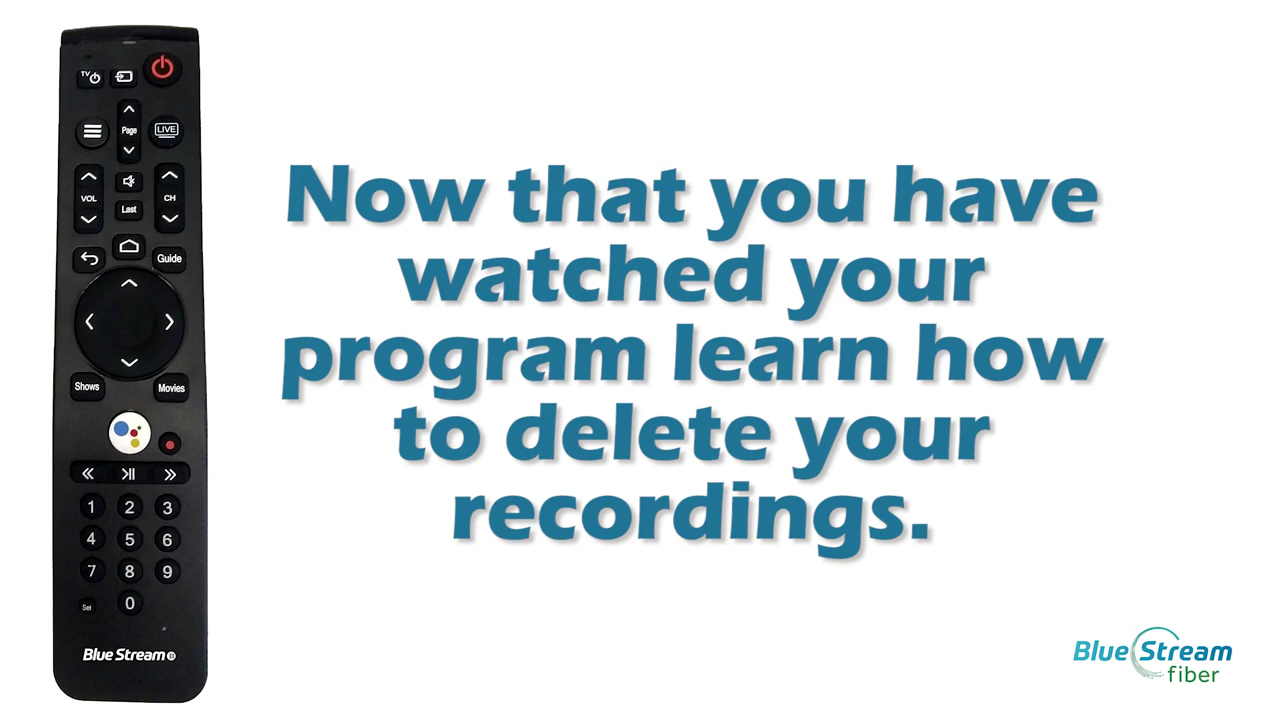 TV
Page
LIVE
VOL
CH
Last
Guide
Shows
Movies
1 2 3
4 5 6
7 8 9
Set 0
Blue Stream
Now that you have
watched your
program learn how
to delete your
recordings.
Blue Stream
fiber